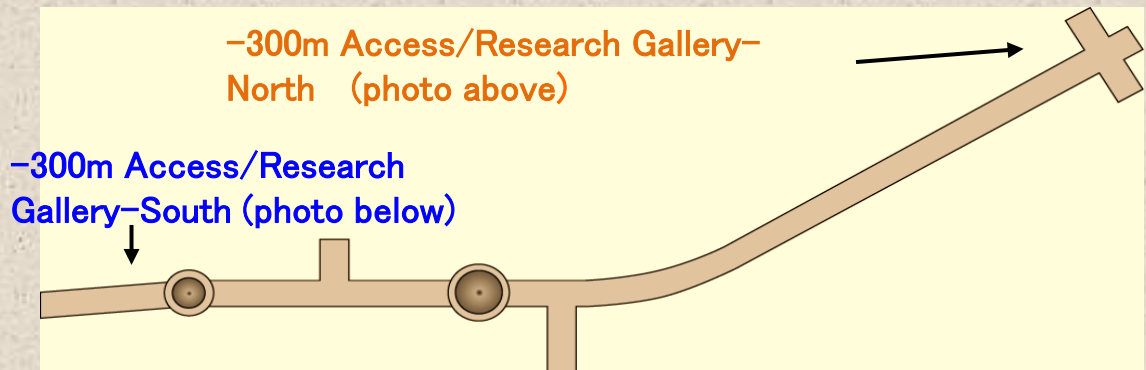 -300m Access/Research Gallery-
North (photo above)
-300m Access/Research
Gallery-South (photo below)